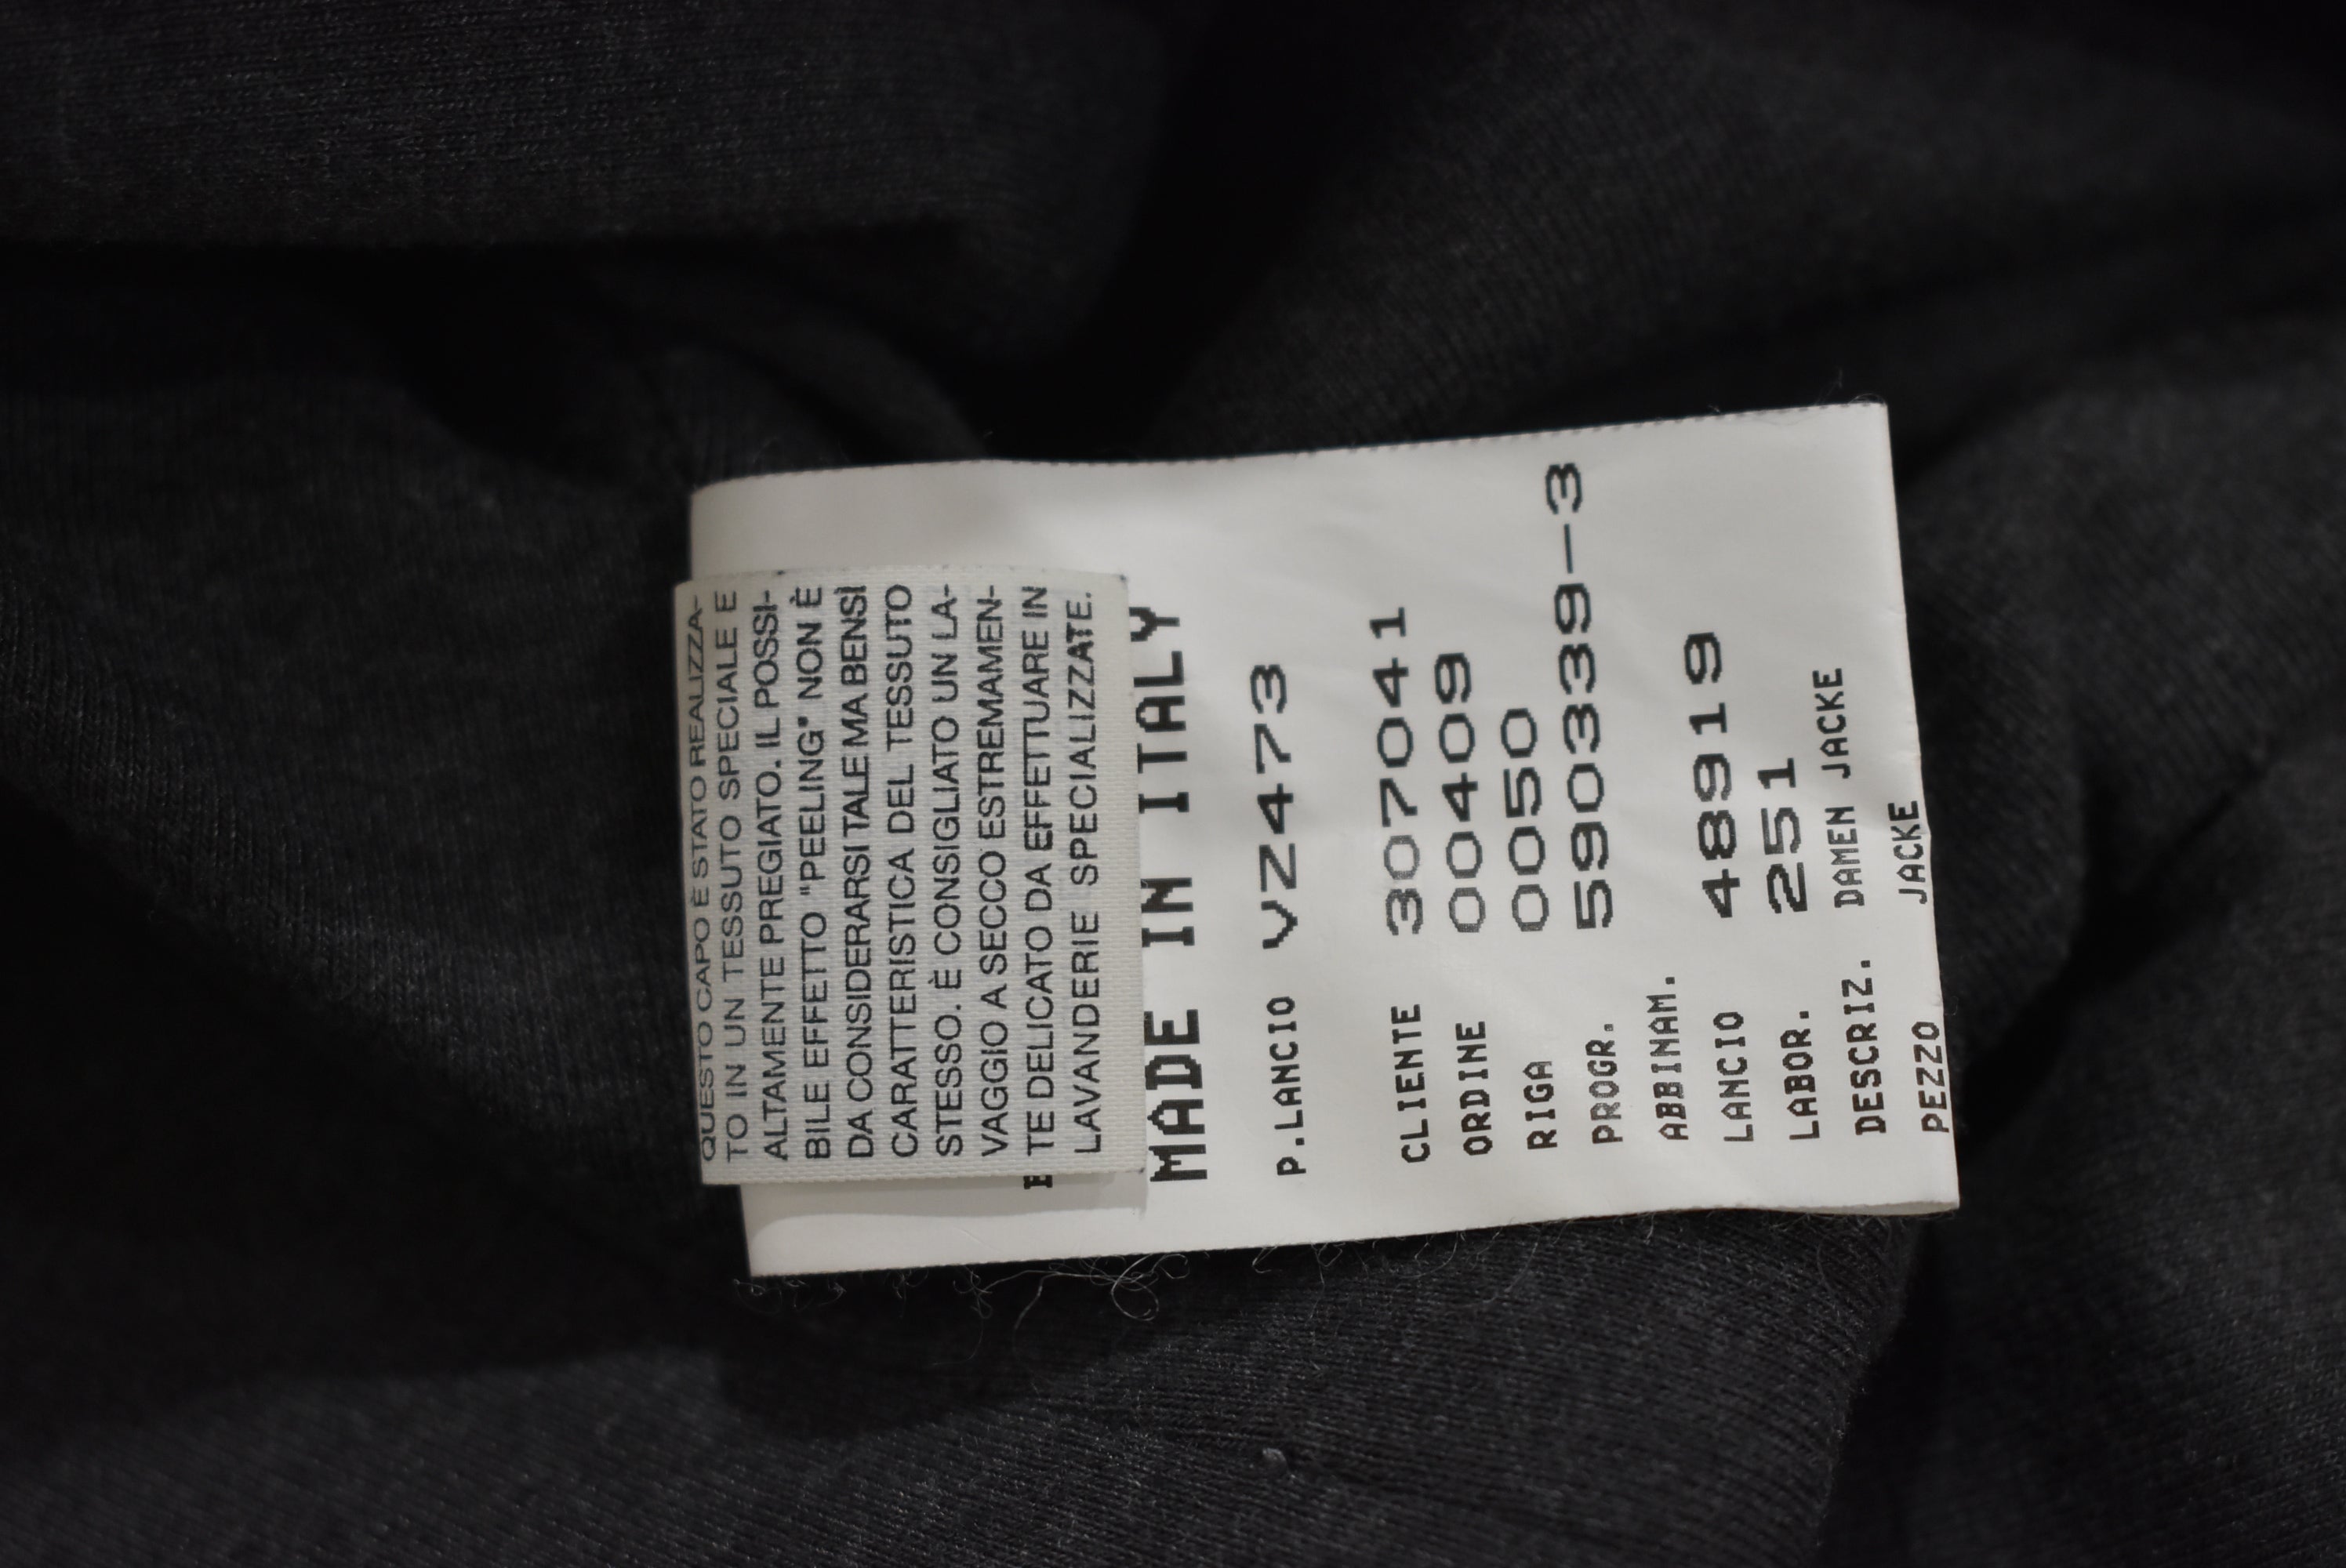 QUESTO CAPO È STATO REALIZZA-
TO IN UN TESSUTO SPECIALE E
ALTAMENTE PREGIATO. IL POSSI-
BILE EFFETTO "PEELING" NON È
DA CONSIDERARSI TALE MA BENSÌ
CARATTERISTICA DEL TESSUTO
STESSO. È CONSIGLIATO UN LA-
VAGGIO A SECCO ESTREMAMEN-
TE DELICATO DA EFFETTUARE IN
LAVANDERIE SPECIALIZZATE.
MADE IN ITALY
P.LANCIO VZ473
CLIENTE 307041
ORDINE 00409
RIGA 0050
PROGR. 590339-3
ABBINAM.
LANCIO 48919
LABOR. 251
DESCRIZ. DAMEN JACKE
PEZZO JACKE